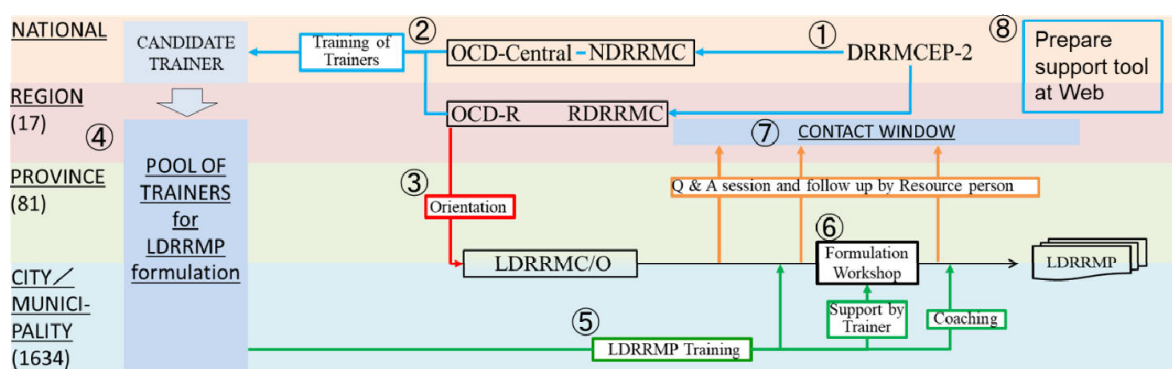 NATIONAL
CANDIDATE
TRAINER
Training of
Trainers
②
OCD-Central
NDRRMC
①
DRRMCEP-2
⑧
Prepare
support tool
at Web
REGION
(17)
④
OCD-R
RDRRMC
⑦
CONTACT WINDOW
POOL OF
TRAINERS
for
LDRRMP
formulation
PROVINCE
(81)
③
Orientation
Q & A session and follow up by Resource person
LDRRMC/O
⑥
Formulation
Workshop
LDRRMP
CITY／
MUNICI-
PALITY
(1634)
⑤
LDRRMP Training
Support by
Trainer
Coaching